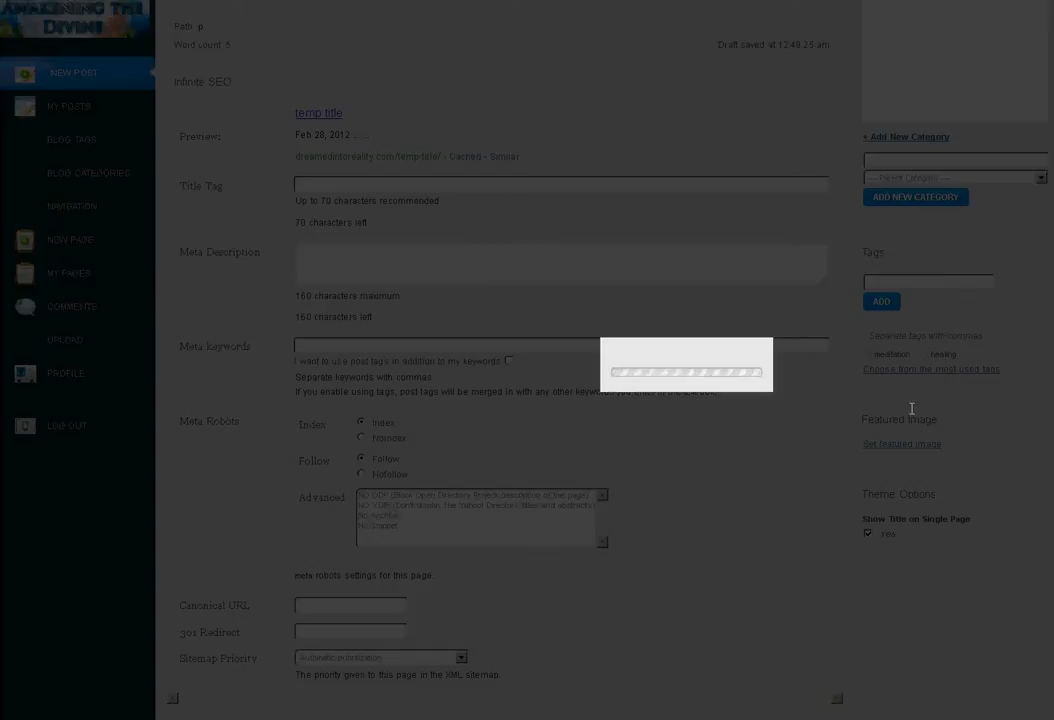 AWAKENING THE
DIVINE
NEW POST
MY POSTS
BLOG TAGS
BLOG CATEGORIES
NAVIGATION
NEW PAGE
MY PAGES
COMMENTS
UPLOAD
PROFILE
LOG OUT
Path: p
Word count: 5
Draft saved at 12:49:25 am.
Infinite SEO
Preview:
temp title
Feb 28, 2012 ......
dreamedintoreality.com/temp-title/ - Cached - Similar
Title Tag
Up to 70 characters recommended
70 characters left
Meta Description
160 characters maximum
160 characters left
Meta keywords
I want to use post tags in addition to my keywords
Separate keywords with commas
If you enable using tags, post tags will be merged in with any other keywords you
Meta Robots
Index
Index
Noindex
Follow
Follow
Nofollow
Advanced
NO ODP (Block Open Directory Project description of the page)
NO YDIR (Don't display the Yahoo! Directory titles and abstracts)
No Archive
No Snippet
meta robots settings for this page.
Canonical URL
301 Redirect
Sitemap Priority
Automatic prioritization
The priority given to this page in the XML sitemap.
+ Add New Category
--- Parent Category ---
ADD NEW CATEGORY
Tags
ADD
Separate tags with commas
meditation
healing
Choose from the most used tags
Featured Image
Set featured image
Theme Options
Show Title on Single Page
Yes